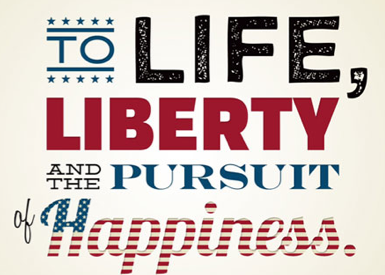 TO LIFE,
LIBERTY
AND THE PURSUIT
of Happiness.